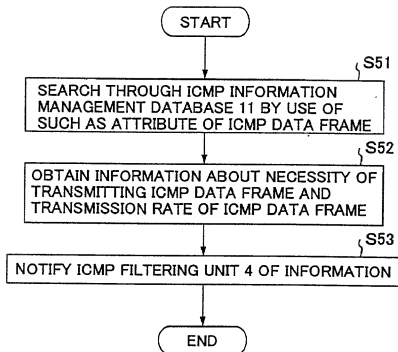 START
S51
SEARCH THROUGH ICMP INFORMATION
MANAGEMENT DATABASE 11 BY USE OF
SUCH AS ATTRIBUTE OF ICMP DATA FRAME
S52
OBTAIN INFORMATION ABOUT NECESSITY OF
TRANSMITTING ICMP DATA FRAME AND
TRANSMISSION RATE OF ICMP DATA FRAME
S53
NOTIFY ICMP FILTERING UNIT 4 OF INFORMATION
END